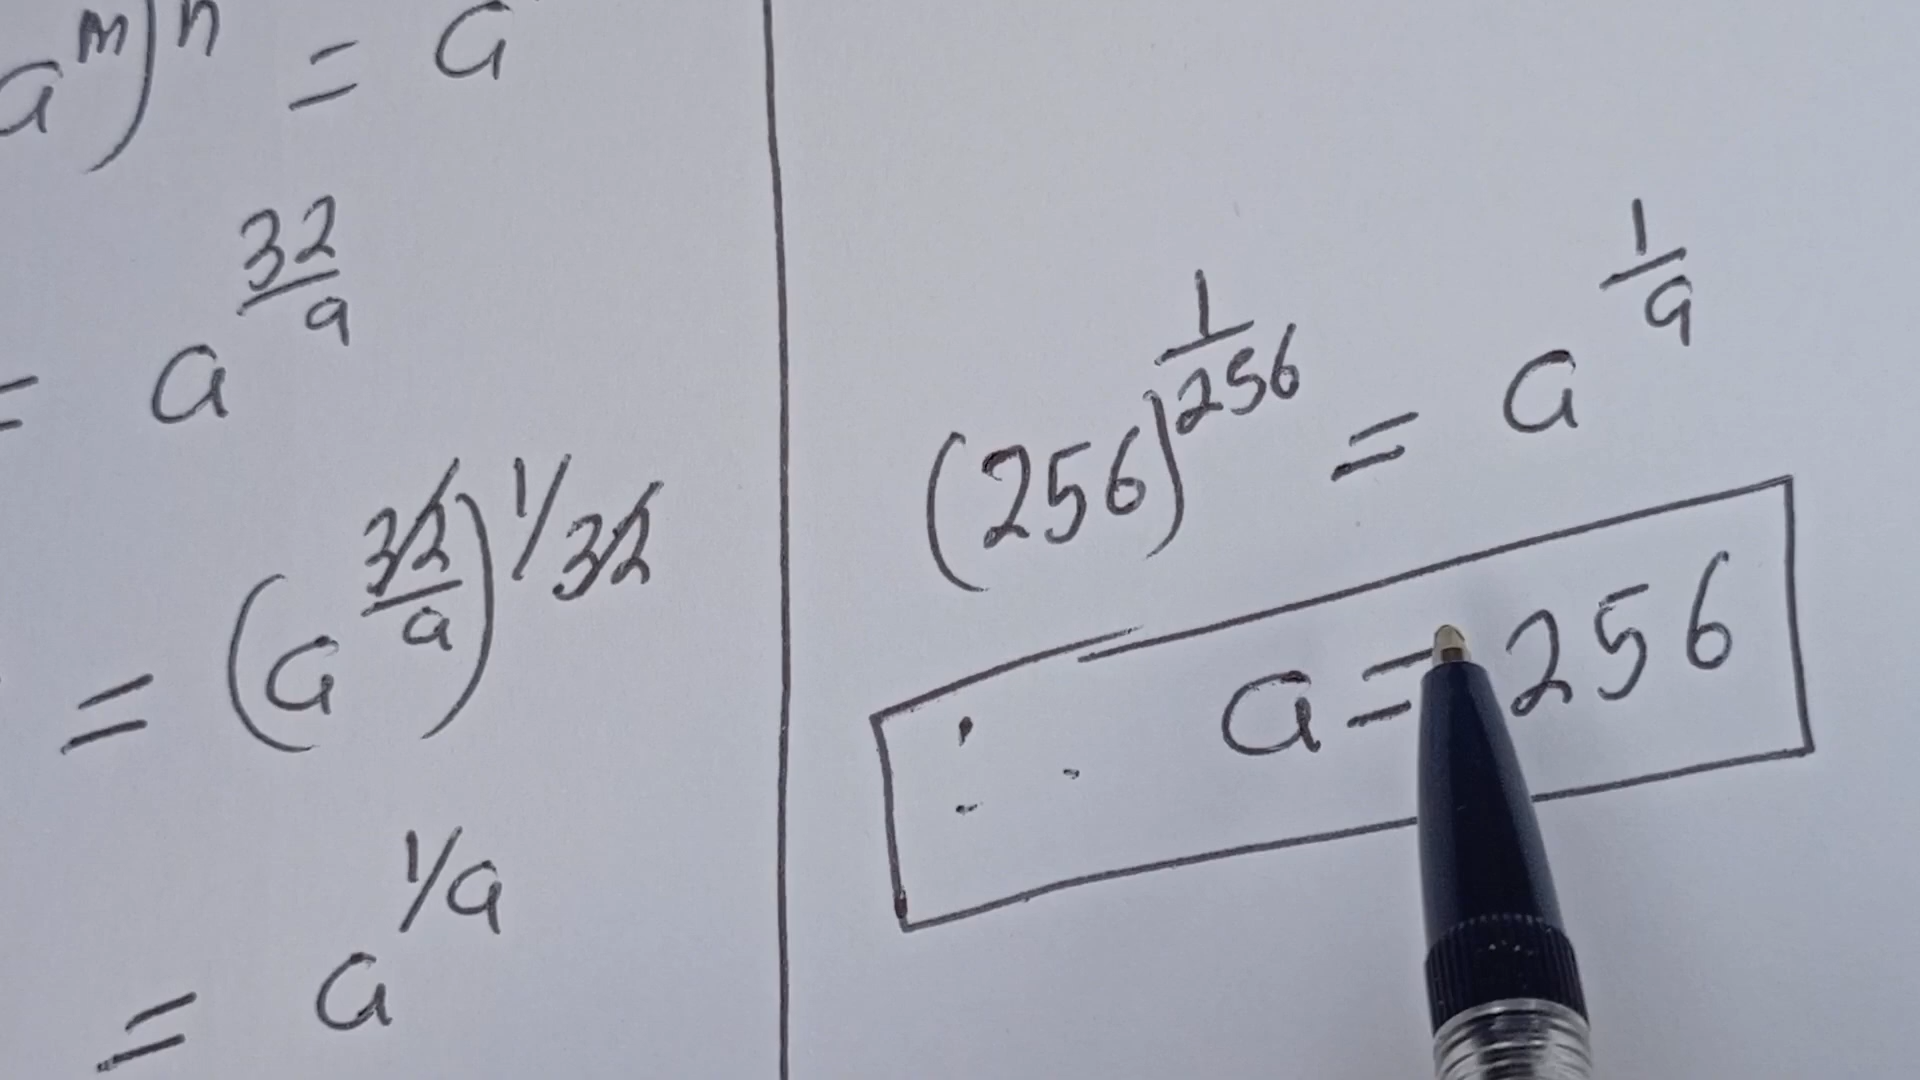 a^m)^n = a
= a^(32/a)
= (a^(32/a))^(1/32)
= a^(1/a)
(256)^(1/256) = a^(1/a)
∴ a = 256